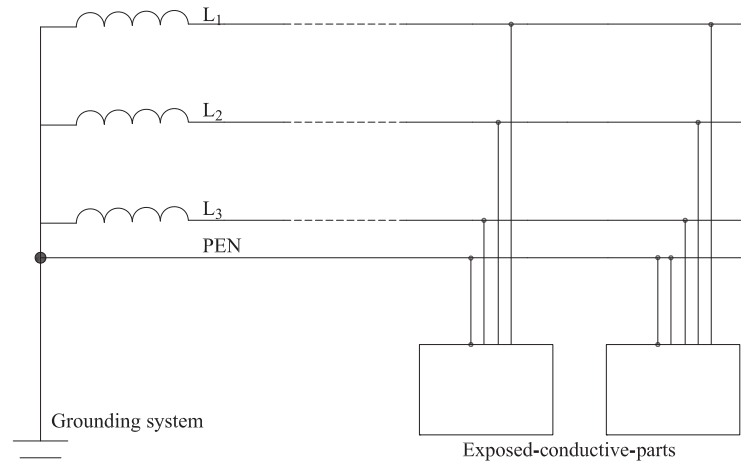 L₁
L₂
L₃
PEN
Grounding system
Exposed-conductive-parts